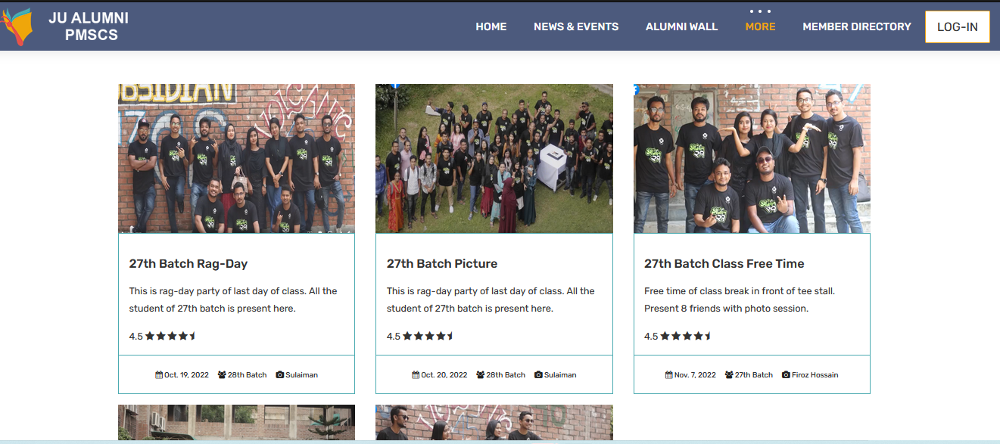 JU ALUMNI
PMSCS
HOME
NEWS & EVENTS
ALUMNI WALL
MORE
MEMBER DIRECTORY
LOG-IN
27th Batch Rag-Day
This is rag-day party of last day of class. All the
student of 27th batch is present here.
4.5
Oct. 19, 2022 28th Batch Sulaiman
27th Batch Picture
This is rag-day party of last day of class. All the
student of 27th batch is present here.
4.5
Oct. 20, 2022 28th Batch Sulaiman
27th Batch Class Free Time
Free time of class break in front of tee stall.
Present 8 friends with photo session.
4.5
Nov. 7, 2022 27th Batch Firoz Hossain